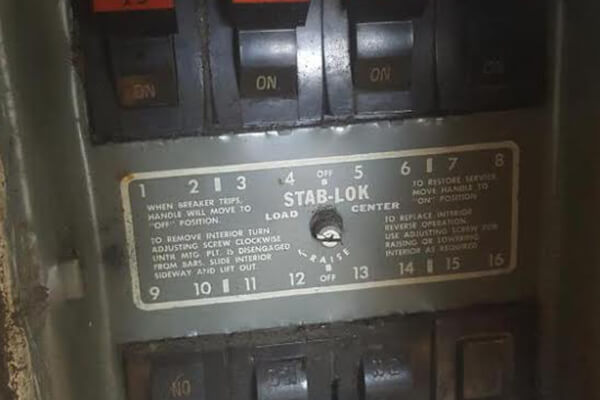 15
ON ON ON ON
1 2 3 4 OFF 5 6 7 8
STAB-LOK
LOAD CENTER
WHEN BREAKER TRIPS,
HANDLE WILL MOVE TO
"OFF" POSITION.
TO REMOVE INTERIOR TURN
ADJUSTING SCREW CLOCKWISE
UNTIL MTG. PLT. IS DISENGAGED
FROM BARS. SLIDE INTERIOR
SIDEWAY AND LIFT OUT.
TO RESTORE SERVICE,
MOVE HANDLE TO
"ON" POSITION
TO REPLACE INTERIOR
REVERSE OPERATION.
USE ADJUSTING SCREW FOR
RAISING OR LOWERING
INTERIOR AS REQUIRED
RAISE
9 10 11 12 OFF 13 14 15 16
ON